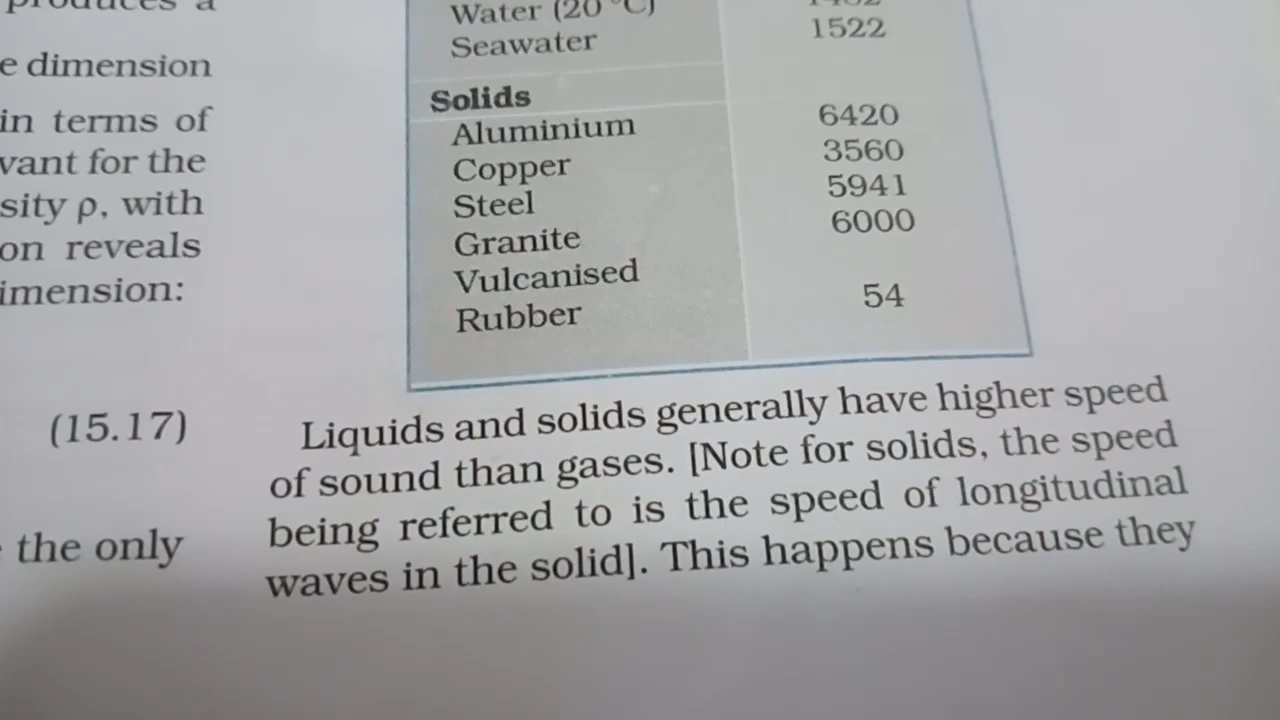 e dimension
in terms of
vant for the
sity ρ, with
on reveals
imension:
(15.17)
the only
Water (20 °C)
Seawater 1522
Solids
Aluminium 6420
Copper 3560
Steel 5941
Granite 6000
Vulcanised
Rubber 54
Liquids and solids generally have higher speed
of sound than gases. [Note for solids, the speed
being referred to is the speed of longitudinal
waves in the solid]. This happens because they